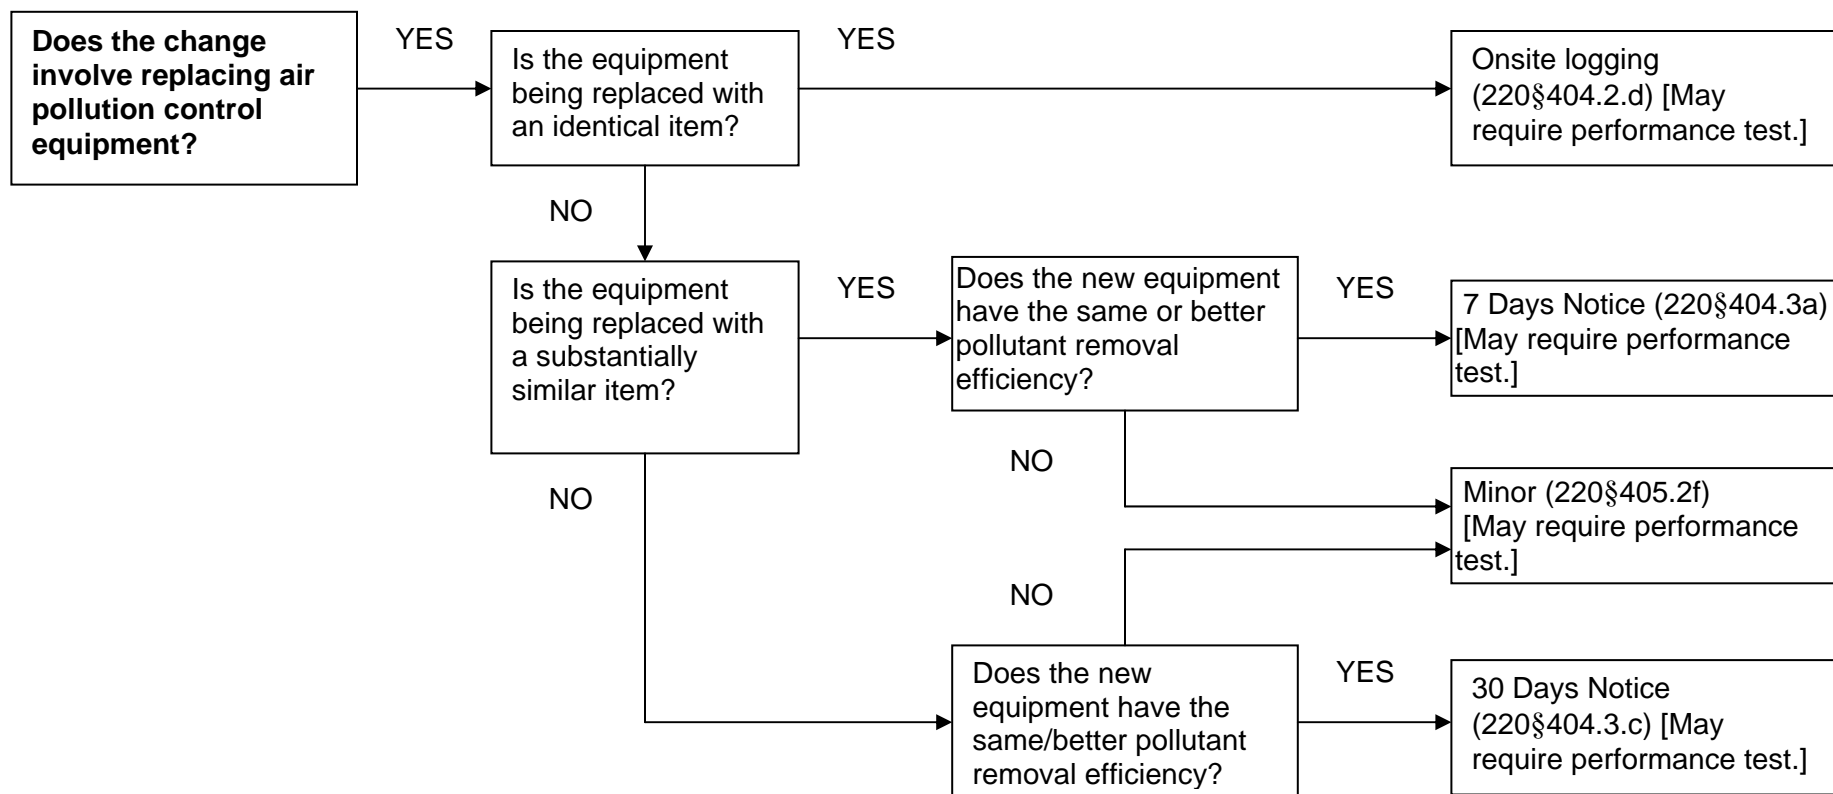 Does the change
involve replacing air
pollution control
equipment?
YES
Is the equipment
being replaced with
an identical item?
YES
Onsite logging
(220§404.2.d) [May
require performance test.]
NO
Is the equipment
being replaced with
a substantially
similar item?
YES
Does the new equipment
have the same or better
pollutant removal
efficiency?
YES
7 Days Notice (220§404.3a)
[May require performance
test.]
NO
NO
Minor (220§405.2f)
[May require performance
test.]
NO
Does the new
equipment have the
same/better pollutant
removal efficiency?
YES
30 Days Notice
(220§404.3.c) [May
require performance test.]